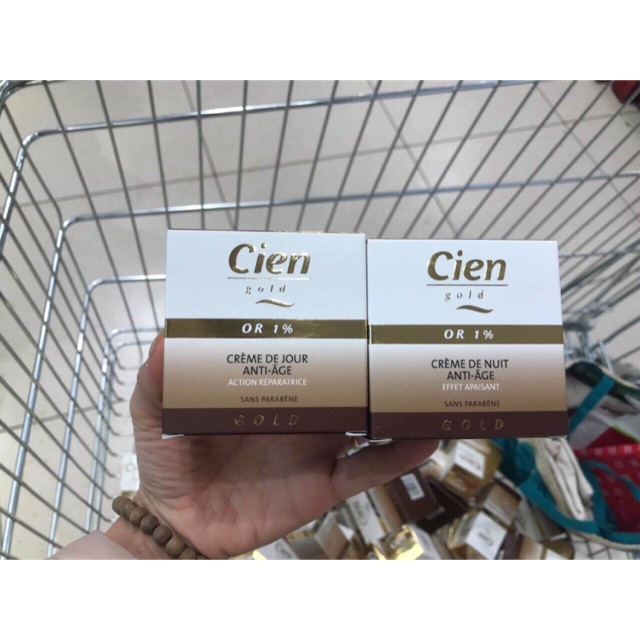 Cien
gold
OR 1%
CRÈME DE JOUR
ANTI-ÂGE
ACTION RÉPARATRICE
SANS PARABÈNE
GOLD
Cien
gold
OR 1%
CRÈME DE NUIT
ANTI-ÂGE
EFFET APAISANT
SANS PARABÈNE
GOLD